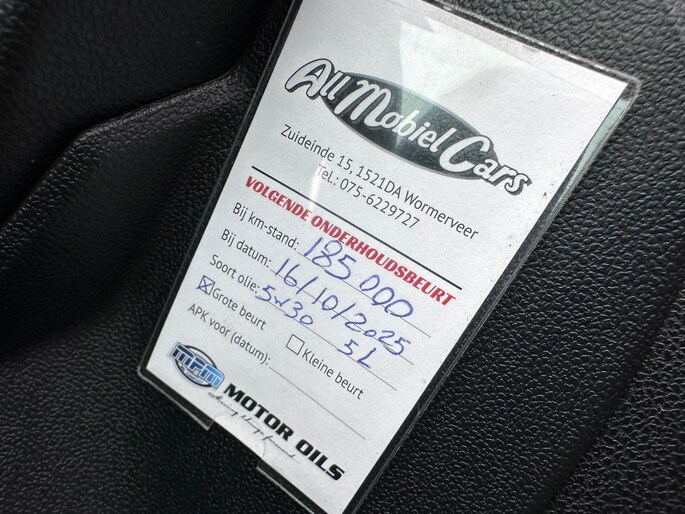 All Mobiel Cars
Zuideinde 15, 1521DA Wormerveer
Tel.: 075-6229727
VOLGENDE ONDERHOUDSBEURT
Bij km-stand: 185 000
Bij datum: 16/10/2025
Soort olie: 5w30 5L
Grote beurt Kleine beurt
APK voor (datum):
mpm MOTOR OILS